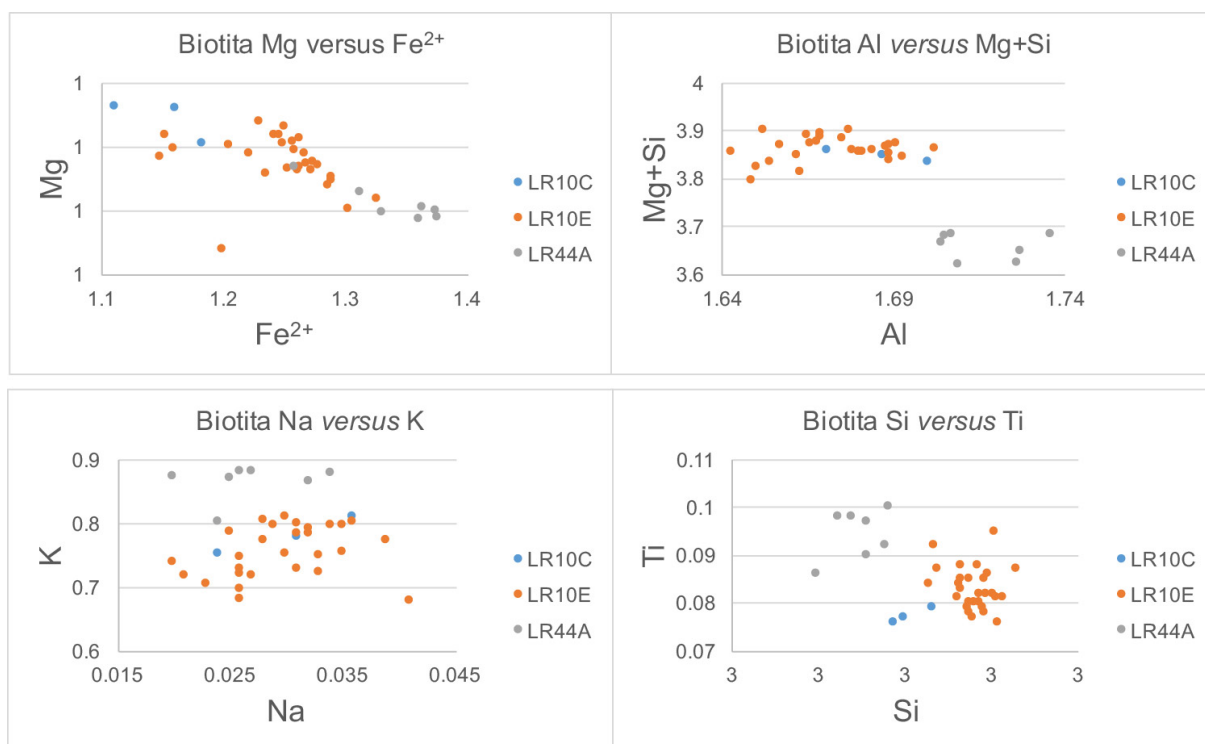 Biotita Mg versus Fe²⁺
1
1
1
1
Mg
1.1
1.2
1.3
1.4
Fe²⁺
LR10C
LR10E
LR44A
Biotita Al versus Mg+Si
4
3.9
3.8
3.7
3.6
Mg+Si
1.64
1.69
1.74
Al
LR10C
LR10E
LR44A
Biotita Na versus K
0.9
0.8
0.7
0.6
K
0.015
0.025
0.035
0.045
Na
LR10C
LR10E
LR44A
Biotita Si versus Ti
0.11
0.1
0.09
0.08
0.07
Ti
3
3
3
3
3
Si
LR10C
LR10E
LR44A